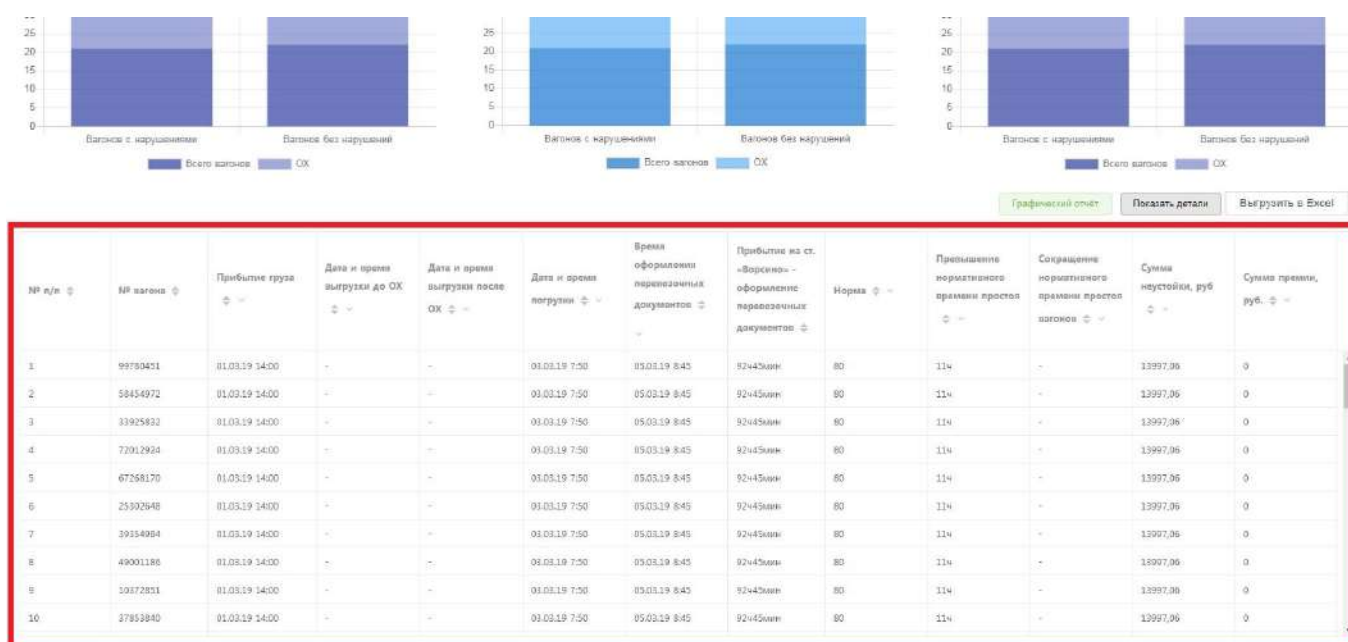 25 25 25
20 20 20
15 15 15
10 10 10
5 5 5
0 0 0
Вагонов с нарушениями Вагонов без нарушений Вагонов с нарушениями Вагонов без нарушений Вагонов с нарушениями Вагонов без нарушений
Всего вагонов ОХ Всего вагонов ОХ Всего вагонов ОХ
Графический отчёт Показать детали Выгрузить в Excel
№ п/п № вагона Прибытие груза Дата и время выгрузки до ОХ Дата и время выгрузки после ОХ Дата и время погрузки Время оформления перевозочных документов Прибытие на ст. «Ворсино» - оформление перевозочных документов Норма Превышение нормативного времени простоя Сокращение нормативного времени простоя вагонов Сумма неустойки, руб Сумма премии, руб.
1 99780451 01.03.19 14:00 - - 03.03.19 7:50 05.03.19 8:45 92ч45мин 80 11ч - 13997,06 0
2 58454972 01.03.19 14:00 - - 03.03.19 7:50 05.03.19 8:45 92ч45мин 80 11ч - 13997,06 0
3 33925832 01.03.19 14:00 - - 03.03.19 7:50 05.03.19 8:45 92ч45мин 80 11ч - 13997,06 0
4 72012924 01.03.19 14:00 - - 03.03.19 7:50 05.03.19 8:45 92ч45мин 80 11ч - 13997,06 0
5 67268170 01.03.19 14:00 - - 03.03.19 7:50 05.03.19 8:45 92ч45мин 80 11ч - 13997,06 0
6 25302648 01.03.19 14:00 - - 03.03.19 7:50 05.03.19 8:45 92ч45мин 80 11ч - 13997,06 0
7 39354984 01.03.19 14:00 - - 03.03.19 7:50 05.03.19 8:45 92ч45мин 80 11ч - 13997,06 0
8 49001186 01.03.19 14:00 - - 03.03.19 7:50 05.03.19 8:45 92ч45мин 80 11ч - 13997,06 0
9 10372851 01.03.19 14:00 - - 03.03.19 7:50 05.03.19 8:45 92ч45мин 80 11ч - 13997,06 0
10 37853840 01.03.19 14:00 - - 03.03.19 7:50 05.03.19 8:45 92ч45мин 80 11ч - 13997,06 0